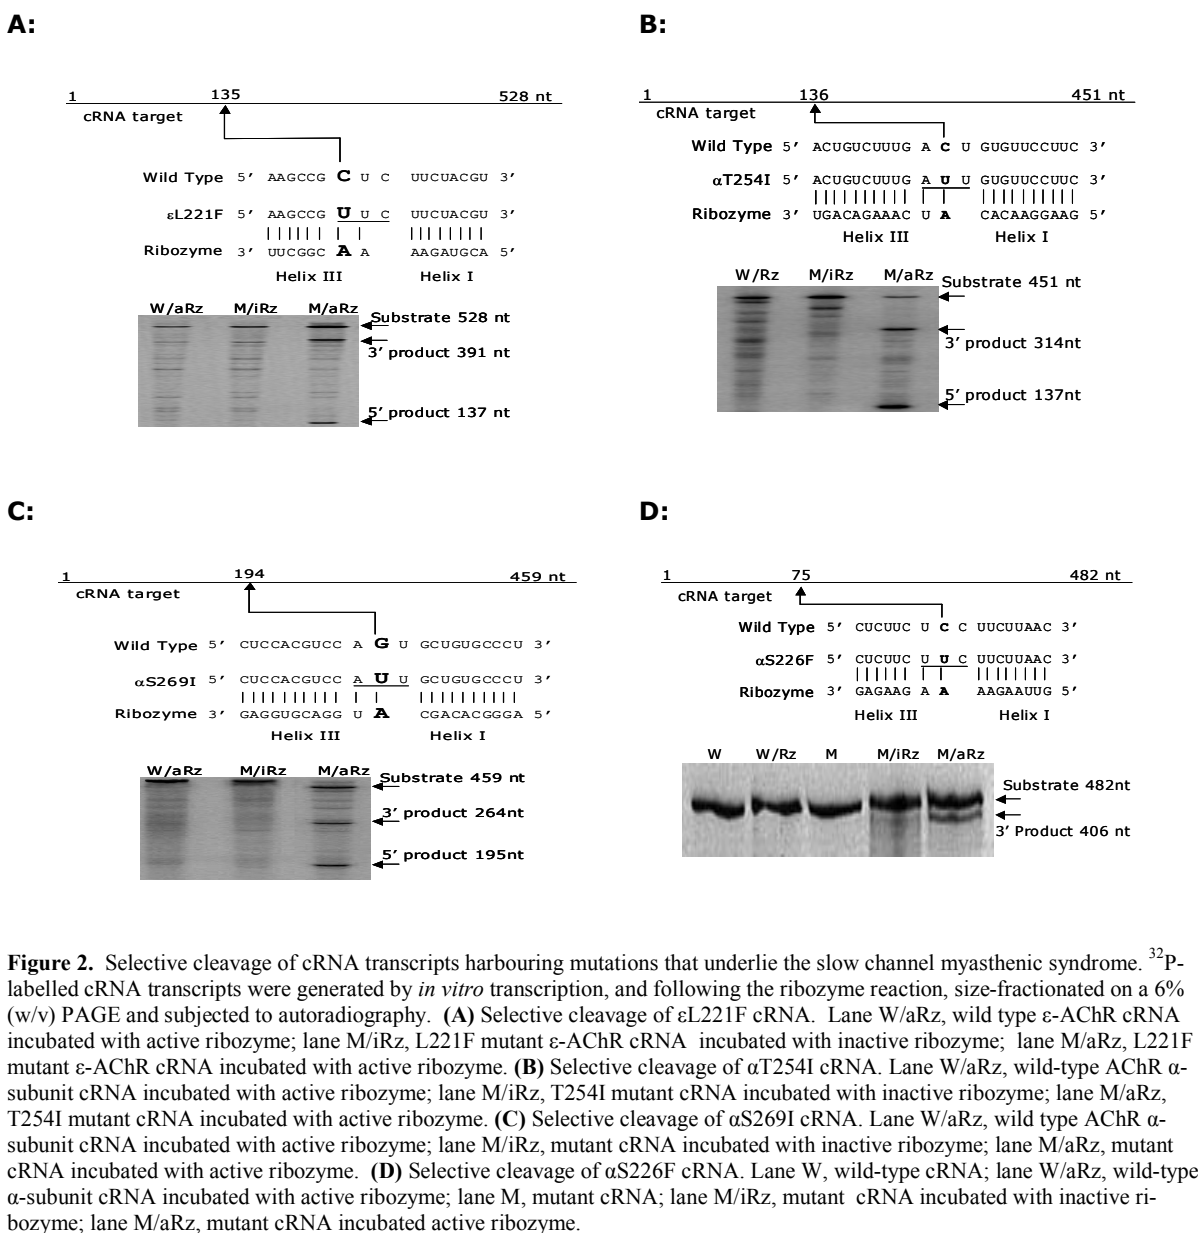 A:
1 135 528 nt
cRNA target
Wild Type 5′ AAGCCG C U C UUCUACGU 3′
εL221F 5′ AAGCCG U U C UUCUACGU 3′
Ribozyme 3′ UUCGGC A A AAGAUGCA 5′
Helix III Helix I
W/aRz M/iRz M/aRz
Substrate 528 nt
3′ product 391 nt
5′ product 137 nt
B:
1 136 451 nt
cRNA target
Wild Type 5′ ACUGUCUUUG A C U GUGUUCCUUC 3′
αT254I 5′ ACUGUCUUUG A U U GUGUUCCUUC 3′
Ribozyme 3′ UGACAGAAAC U A CACAAGGAAG 5′
Helix III Helix I
W/Rz M/iRz M/aRz
Substrate 451 nt
3′ product 314nt
5′ product 137nt
C:
1 194 459 nt
cRNA target
Wild Type 5′ CUCCACGUCC A G U GCUGUGCCCU 3′
αS269I 5′ CUCCACGUCC A U U GCUGUGCCCU 3′
Ribozyme 3′ GAGGUGCAGG U A CGACACGGGA 5′
Helix III Helix I
W/aRz M/iRz M/aRz
Substrate 459 nt
3′ product 264nt
5′ product 195nt
D:
1 75 482 nt
cRNA target
Wild Type 5′ CUCUUC U C C UUCUUAAC 3′
αS226F 5′ CUCUUC U U C UUCUUAAC 3′
Ribozyme 3′ GAGAAG A A AAGAAUUG 5′
Helix III Helix I
W W/Rz M M/iRz M/aRz
Substrate 482nt
3′ Product 406 nt
Figure 2. Selective cleavage of cRNA transcripts harbouring mutations that underlie the slow channel myasthenic syndrome. ³²P-
labelled cRNA transcripts were generated by in vitro transcription, and following the ribozyme reaction, size-fractionated on a 6%
(w/v) PAGE and subjected to autoradiography. (A) Selective cleavage of εL221F cRNA. Lane W/aRz, wild type ε-AChR cRNA
incubated with active ribozyme; lane M/iRz, L221F mutant ε-AChR cRNA incubated with inactive ribozyme; lane M/aRz, L221F
mutant ε-AChR cRNA incubated with active ribozyme. (B) Selective cleavage of αT254I cRNA. Lane W/aRz, wild-type AChR α-
subunit cRNA incubated with active ribozyme; lane M/iRz, T254I mutant cRNA incubated with inactive ribozyme; lane M/aRz,
T254I mutant cRNA incubated with active ribozyme. (C) Selective cleavage of αS269I cRNA. Lane W/aRz, wild type AChR α-
subunit cRNA incubated with active ribozyme; lane M/iRz, mutant cRNA incubated with inactive ribozyme; lane M/aRz, mutant
cRNA incubated with active ribozyme. (D) Selective cleavage of αS226F cRNA. Lane W, wild-type cRNA; lane W/aRz, wild-type
α-subunit cRNA incubated with active ribozyme; lane M, mutant cRNA; lane M/iRz, mutant cRNA incubated with inactive ri-
bozyme; lane M/aRz, mutant cRNA incubated active ribozyme.